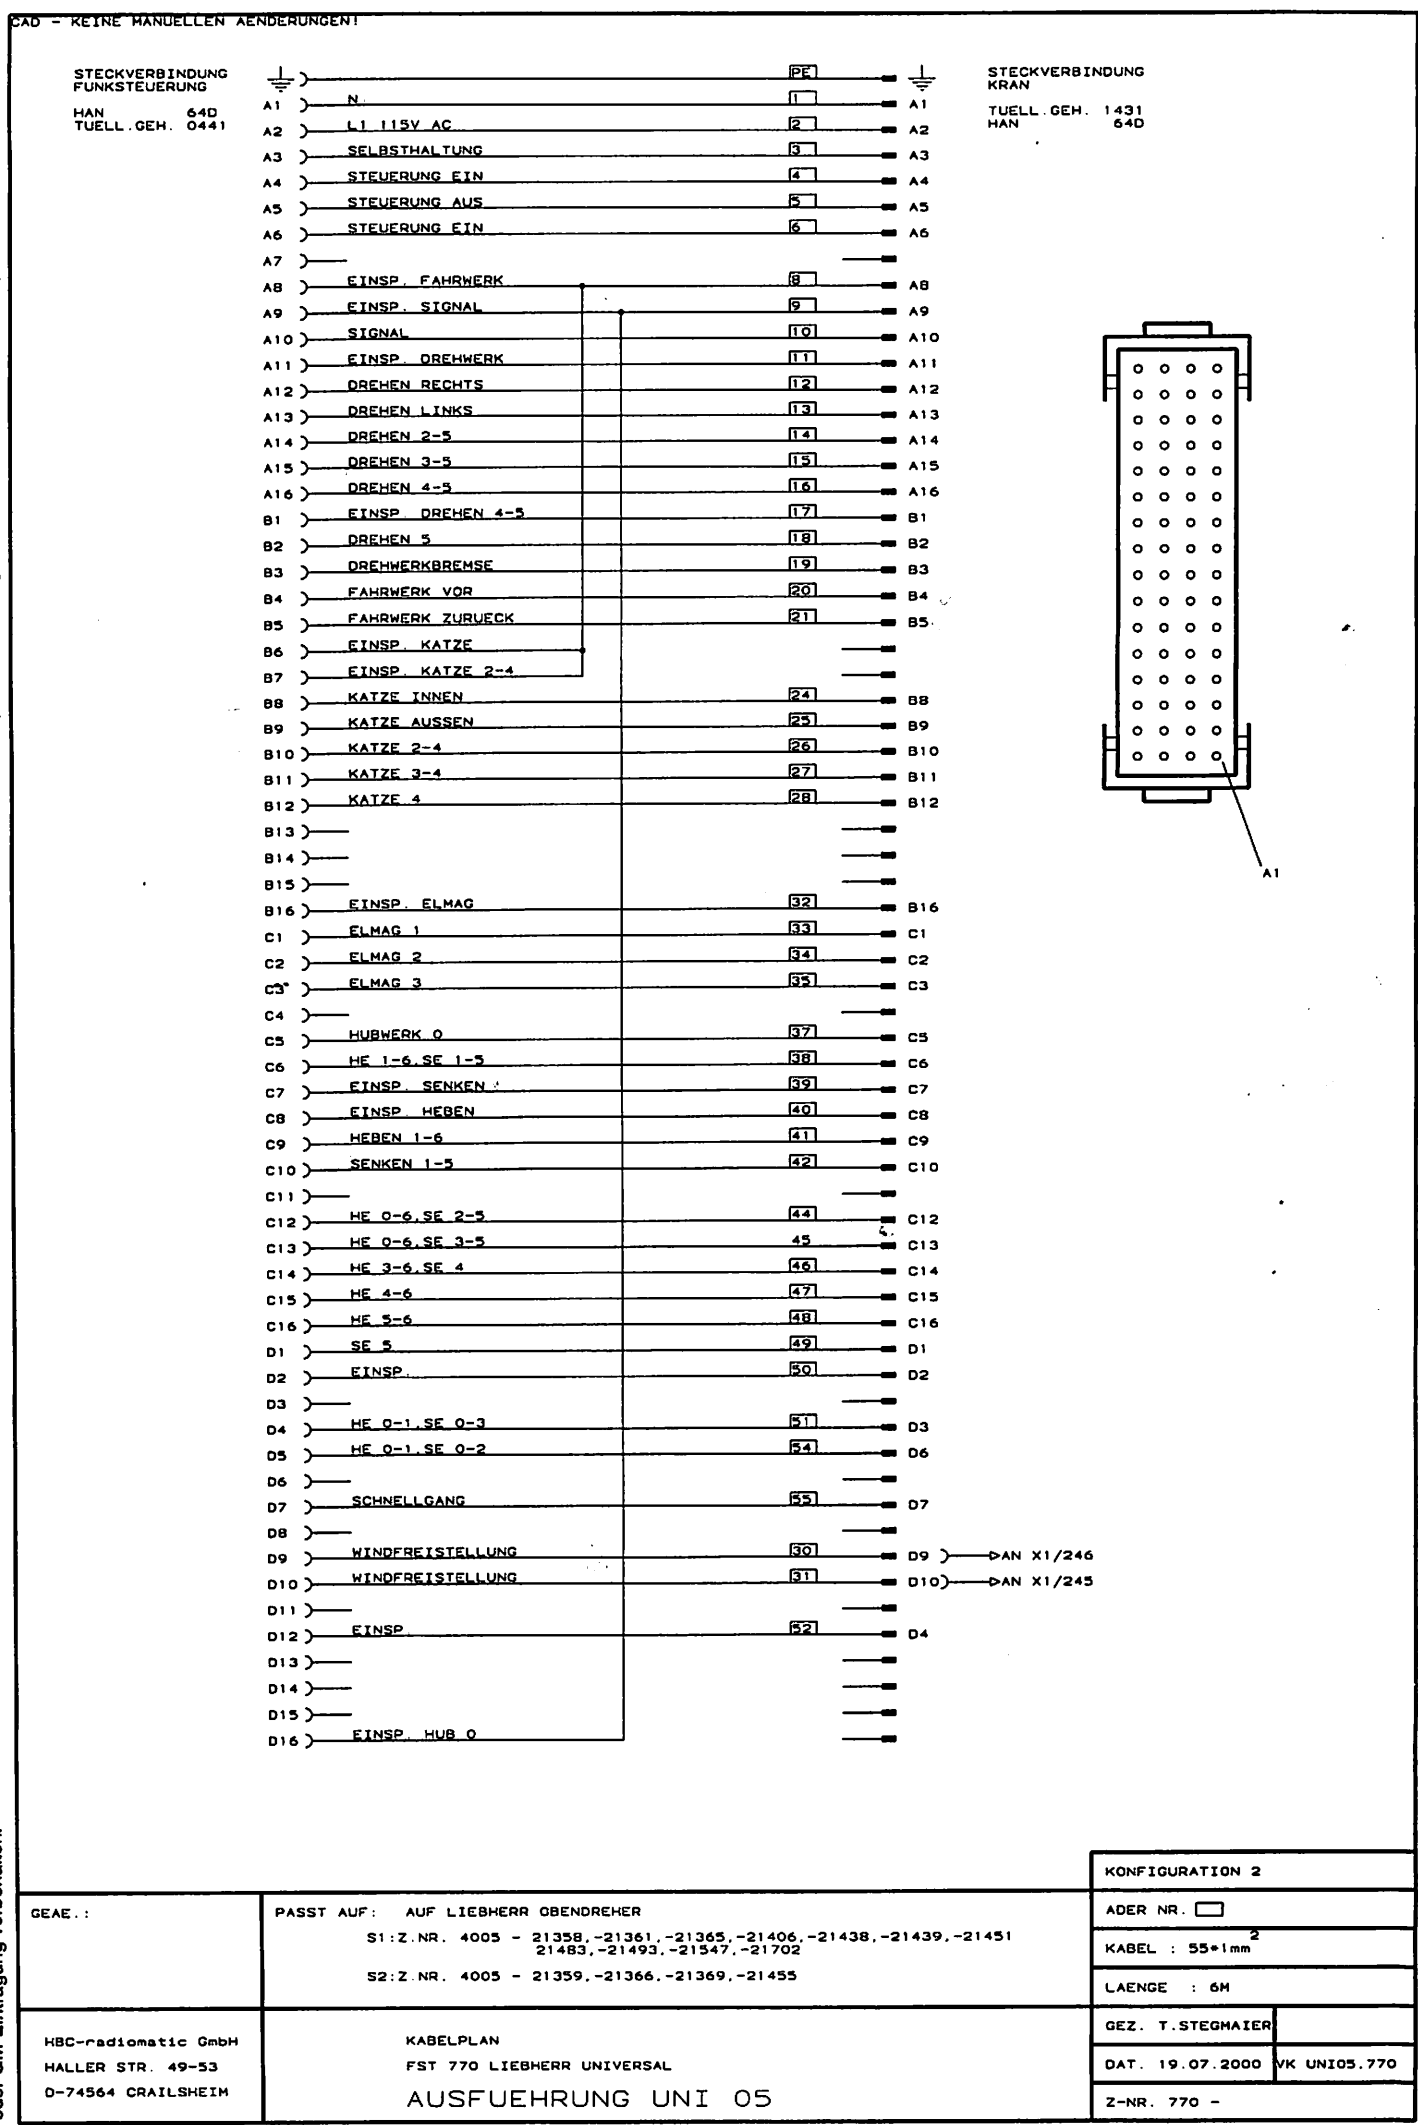 CAD - KEINE MANUELLEN AENDERUNGEN!
STECKVERBINDUNG
FUNKSTEUERUNG
HAN 64D
TUELL.GEH. 0441
STECKVERBINDUNG
KRAN
TUELL.GEH. 1431
HAN 64D
PE
A1 N 1 A1
A2 L1 115V AC 2 A2
A3 SELBSTHALTUNG 3 A3
A4 STEUERUNG EIN 4 A4
A5 STEUERUNG AUS 5 A5
A6 STEUERUNG EIN 6 A6
A7
A8 EINSP. FAHRWERK 8 A8
A9 EINSP. SIGNAL 9 A9
A10 SIGNAL 10 A10
A11 EINSP. DREHWERK 11 A11
A12 DREHEN RECHTS 12 A12
A13 DREHEN LINKS 13 A13
A14 DREHEN 2-5 14 A14
A15 DREHEN 3-5 15 A15
A16 DREHEN 4-5 16 A16
B1 EINSP. DREHEN 4-5 17 B1
B2 DREHEN 5 18 B2
B3 DREHWERKBREMSE 19 B3
B4 FAHRWERK VOR 20 B4
B5 FAHRWERK ZURUECK 21 B5
B6 EINSP. KATZE
B7 EINSP. KATZE 2-4
B8 KATZE INNEN 24 B8
B9 KATZE AUSSEN 25 B9
B10 KATZE 2-4 26 B10
B11 KATZE 3-4 27 B11
B12 KATZE 4 28 B12
B13
B14
B15
B16 EINSP. ELMAG 32 B16
C1 ELMAG 1 33 C1
C2 ELMAG 2 34 C2
C3 ELMAG 3 35 C3
C4
C5 HUBWERK 0 37 C5
C6 HE 1-6.SE 1-5 38 C6
C7 EINSP. SENKEN 39 C7
C8 EINSP. HEBEN 40 C8
C9 HEBEN 1-6 41 C9
C10 SENKEN 1-5 42 C10
C11
C12 HE 0-6.SE 2-5 44 C12
C13 HE 0-6.SE 3-5 45 C13
C14 HE 3-6.SE 4 46 C14
C15 HE 4-6 47 C15
C16 HE 5-6 48 C16
D1 SE 5 49 D1
D2 EINSP. 50 D2
D3
D4 HE 0-1.SE 0-3 51 D3
D5 HE 0-1.SE 0-2 54 D6
D6
D7 SCHNELLGANG 55 D7
D8
D9 WINDFREISTELLUNG 30 D9 AN X1/246
D10 WINDFREISTELLUNG 31 D10 AN X1/245
D11
D12 EINSP 52 D4
D13
D14
D15
D16 EINSP. HUB 0
A1
KONFIGURATION 2
GEAE.:
PASST AUF: AUF LIEBHERR OBENDREHER
S1:Z.NR. 4005 - 21358,-21361,-21365,-21406,-21438,-21439,-21451
21483,-21493,-21547,-21702
S2:Z.NR. 4005 - 21359,-21366,-21369,-21455
ADER NR.
KABEL : 55*1mm2
LAENGE : 6M
HBC-radiomatic GmbH
HALLER STR. 49-53
D-74564 CRAILSHEIM
KABELPLAN
FST 770 LIEBHERR UNIVERSAL
AUSFUEHRUNG UNI 05
GEZ. T.STEGMAIER
DAT. 19.07.2000 VK UNI05.770
Z-NR. 770 -